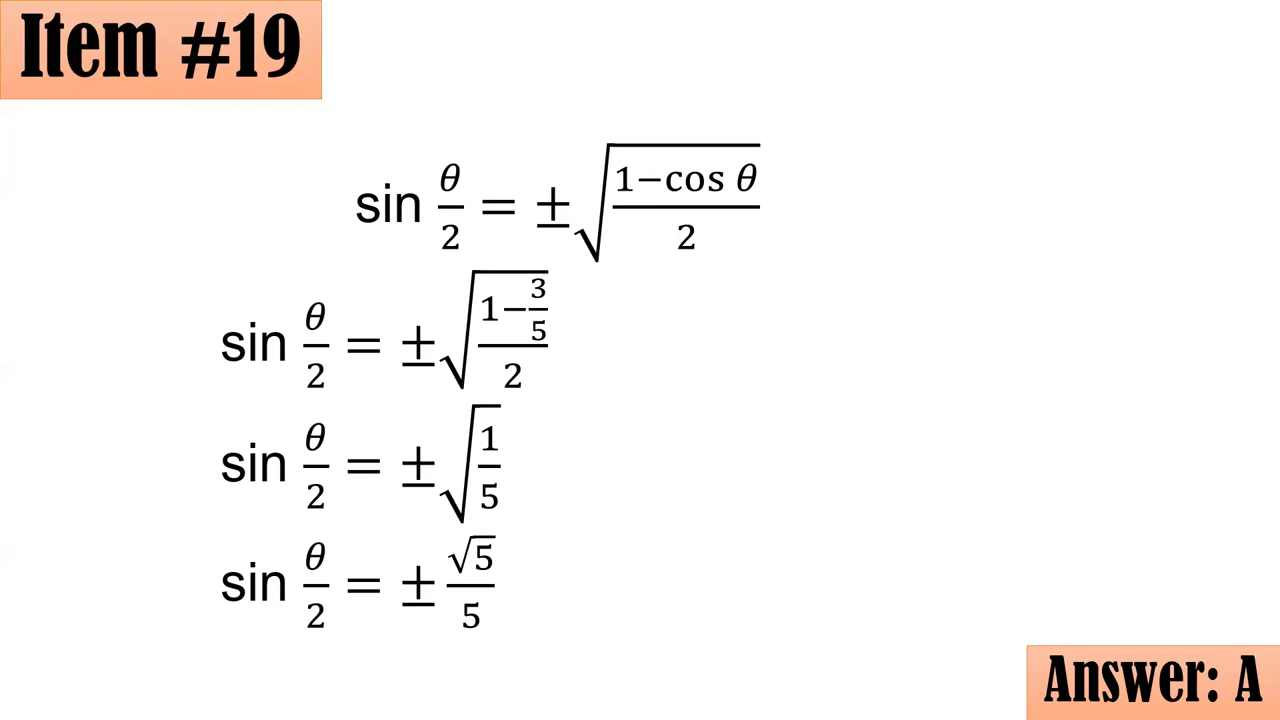 Item #19
sin θ/2 = ±√((1−cos θ)/2)
sin θ/2 = ±√((1−3/5)/2)
sin θ/2 = ±√(1/5)
sin θ/2 = ± √5/5
Answer: A